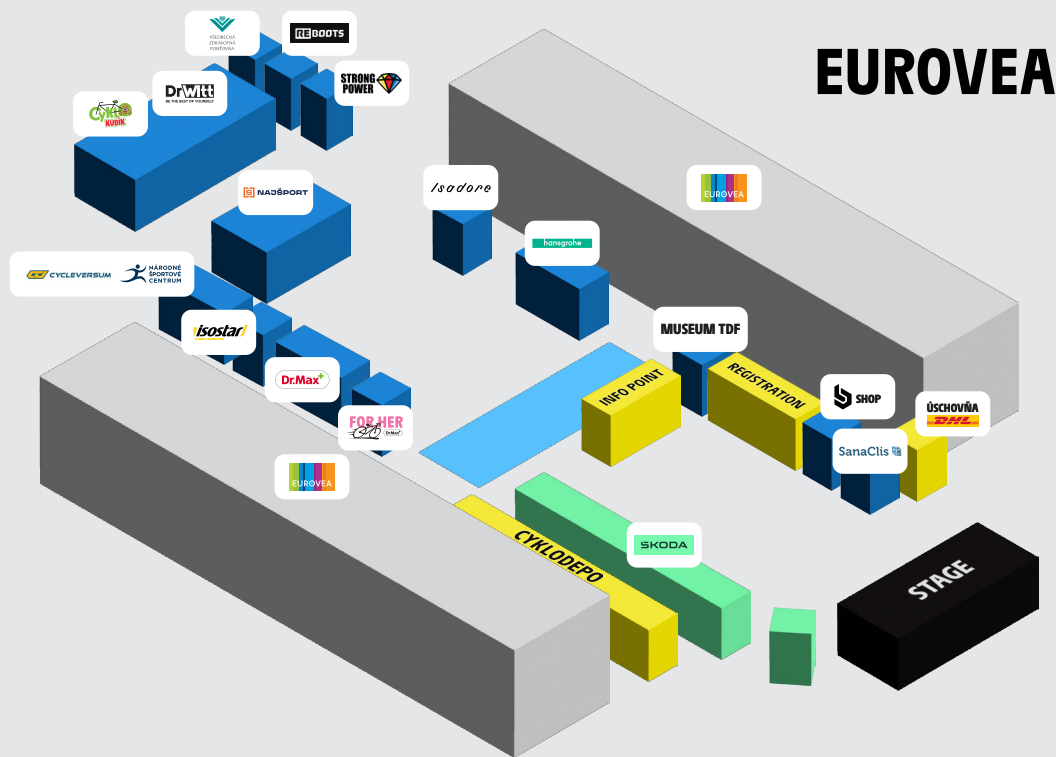 EUROVEA
VŠEOBECNÁ
ZDRAVOTNÁ
POISŤOVŇA
REBOOTS
STRONG
POWER
DrWitt
BE THE BEST OF YOURSELF
Cyklo
KUBÍK
NAJŠPORT
Isadore
EUROVEA
hansgrohe
CYCLEVERSUM
NÁRODNÉ
ŠPORTOVÉ
CENTRUM
isostar
MUSEUM TDF
Dr.Max+
INFO POINT
REGISTRATION
SHOP
ÚSCHOVŇA
DHL
FOR HER
Dr.Max+
SanaClis
EUROVEA
CYKLODEPO
ŠKODA
STAGE